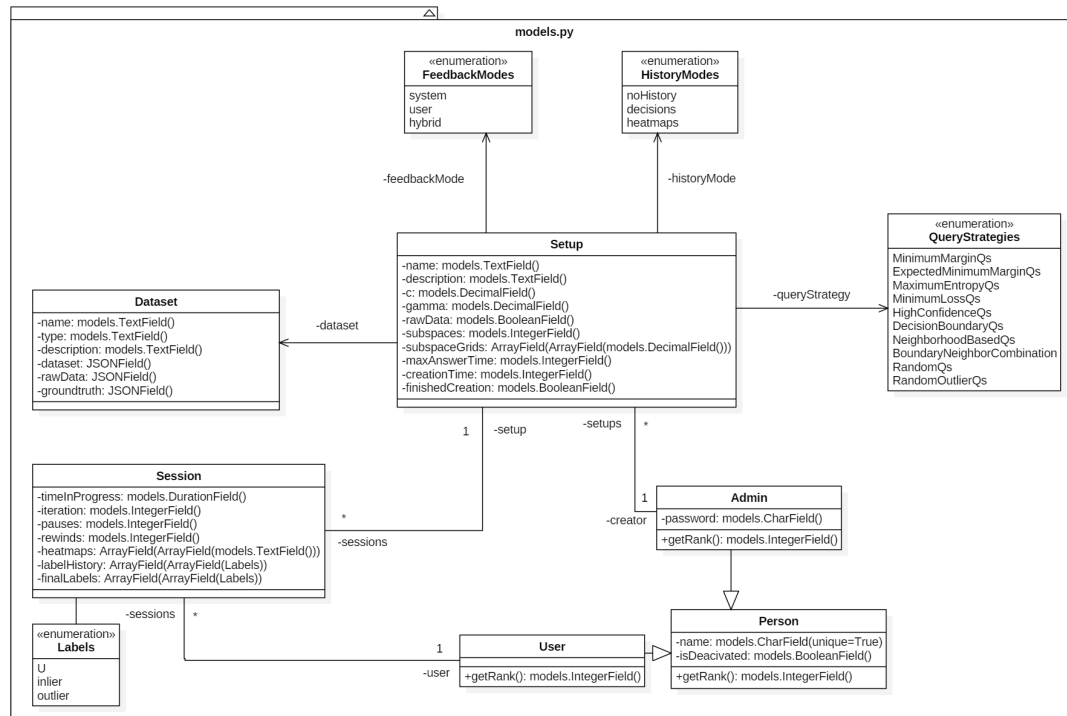 models.py
«enumeration»
FeedbackModes
system
user
hybrid
«enumeration»
HistoryModes
noHistory
decisions
heatmaps
-feedbackMode
-historyMode
«enumeration»
QueryStrategies
MinimumMarginQs
ExpectedMinimumMarginQs
MaximumEntropyQs
MinimumLossQs
HighConfidenceQs
DecisionBoundaryQs
NeighborhoodBasedQs
BoundaryNeighborCombination
RandomQs
RandomOutlierQs
Setup
-name: models.TextField()
-description: models.TextField()
-c: models.DecimalField()
-gamma: models.DecimalField()
-rawData: models.BooleanField()
-subspaces: models.IntegerField()
-subspaceGrids: ArrayField(ArrayField(models.DecimalField()))
-maxAnswerTime: models.IntegerField()
-creationTime: models.IntegerField()
-finishedCreation: models.BooleanField()
-queryStrategy
Dataset
-name: models.TextField()
-type: models.TextField()
-description: models.TextField()
-dataset: JSONField()
-rawData: JSONField()
-groundtruth: JSONField()
-dataset
1
-setup
-setups
*
Session
-timeInProgress: models.DurationField()
-iteration: models.IntegerField()
-pauses: models.IntegerField()
-rewinds: models.IntegerField()
-heatmaps: ArrayField(ArrayField(models.TextField()))
-labelHistory: ArrayField(ArrayField(Labels))
-finalLabels: ArrayField(ArrayField(Labels))
*
-sessions
1
-creator
Admin
-password: models.CharField()
+getRank(): models.IntegerField()
-sessions
*
«enumeration»
Labels
U
inlier
outlier
1
-user
User
+getRank(): models.IntegerField()
Person
-name: models.CharField(unique=True)
-isDeacivated: models.BooleanField()
+getRank(): models.IntegerField()